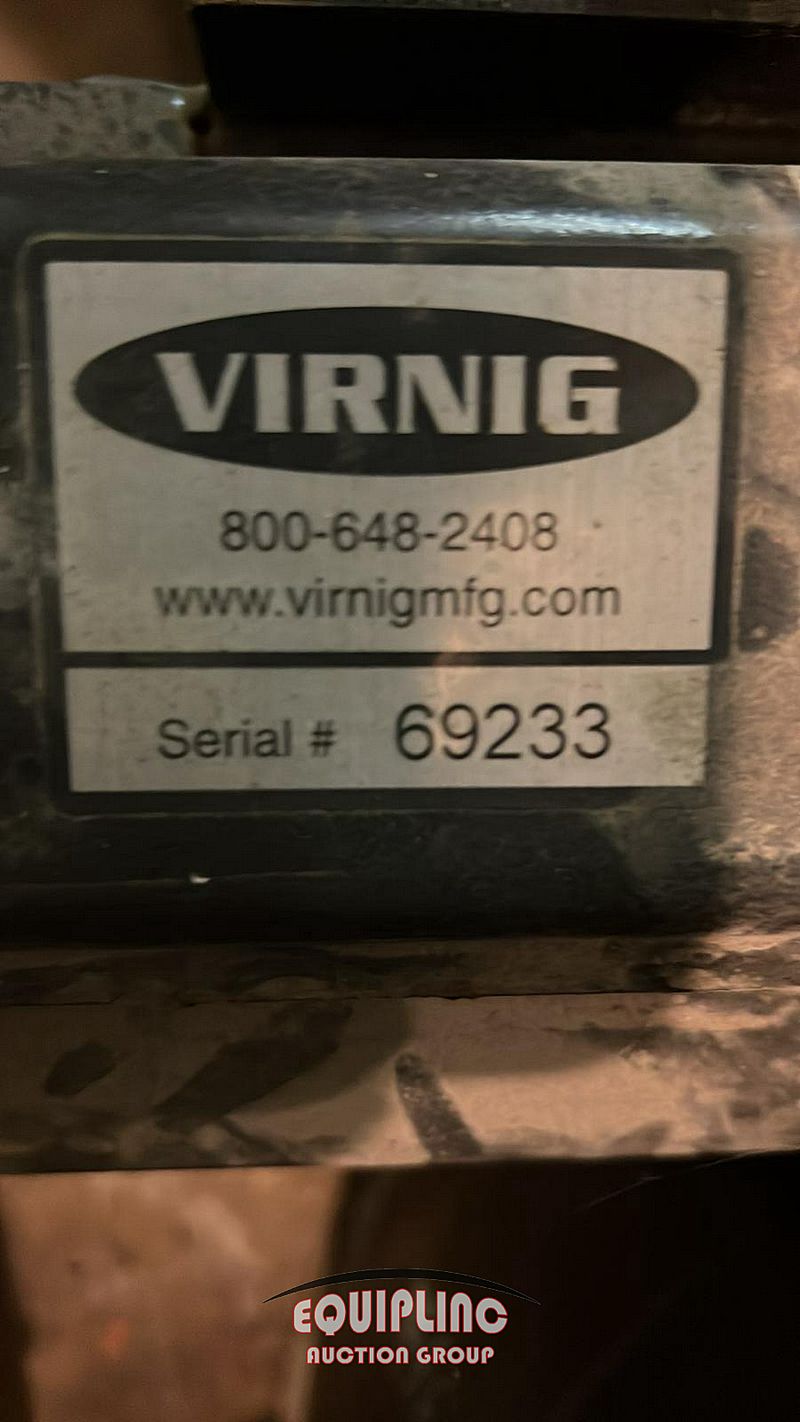 VIRNIG
800-648-2408
www.virnigmfg.com
Serial # 69233
EQUIPLINC
AUCTION GROUP